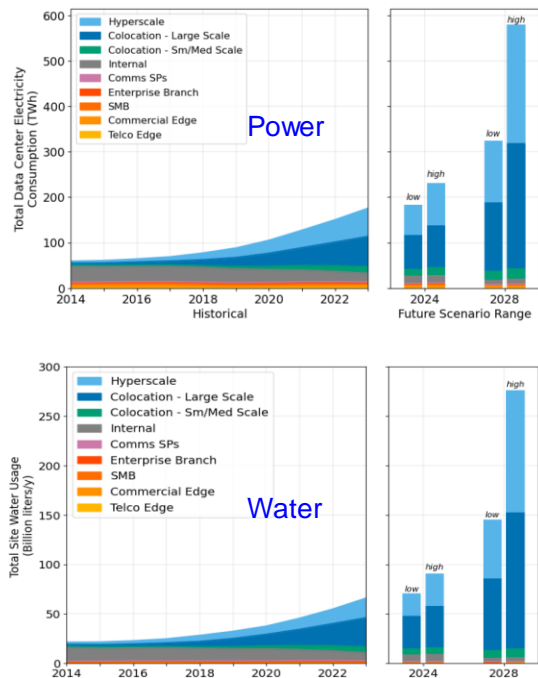 600
500
400
300
200
100
0
Total Data Center Electricity
Consumption (TWh)
Hyperscale
Colocation - Large Scale
Colocation - Sm/Med Scale
Internal
Comms SPs
Enterprise Branch
SMB
Commercial Edge
Telco Edge
Power
2014 2016 2018 2020 2022
Historical
low
high
low
high
2024 2028
Future Scenario Range
300
250
200
150
100
50
0
Total Site Water Usage
(Billion liters/y)
Hyperscale
Colocation - Large Scale
Colocation - Sm/Med Scale
Internal
Comms SPs
Enterprise Branch
SMB
Commercial Edge
Telco Edge
Water
2014 2016 2018 2020 2022
low
high
low
high
2024 2028